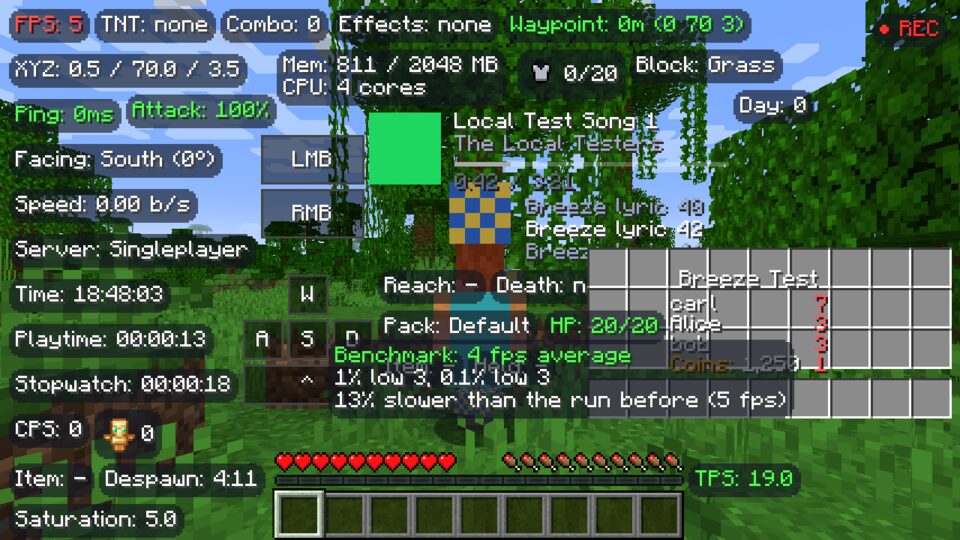 FPS: 5
TNT: none
Combo: 0
Effects: none
Waypoint: 0m (0 70 3)
REC
XYZ: 0.5 / 70.0 / 3.5
Mem: 811 / 2048 MB
CPU: 4 cores
0/20
Block: Grass
Day: 0
Ping: 0ms
Attack: 100%
Local Test Song 1
The Local Testers
Facing: South (0°)
LMB
Speed: 0.00 b/s
RMB
Breeze lyric 42
Breeze
Server: Singleplayer
Breeze Test
Time: 18:48:03
W
Reach: - Death: n
carl 7
Alice 3
bob 3
Coins: 1,250 1
Playtime: 00:00:13
A S D
Pack: Default
HP: 20/20
Benchmark: 4 fps average
1% low 3, 0.1% low 3
13% slower than the run before (5 fps)
Stopwatch: 00:00:18
^
CPS: 0
0
Item: -
Despawn: 4:11
TPS: 19.0
Saturation: 5.0